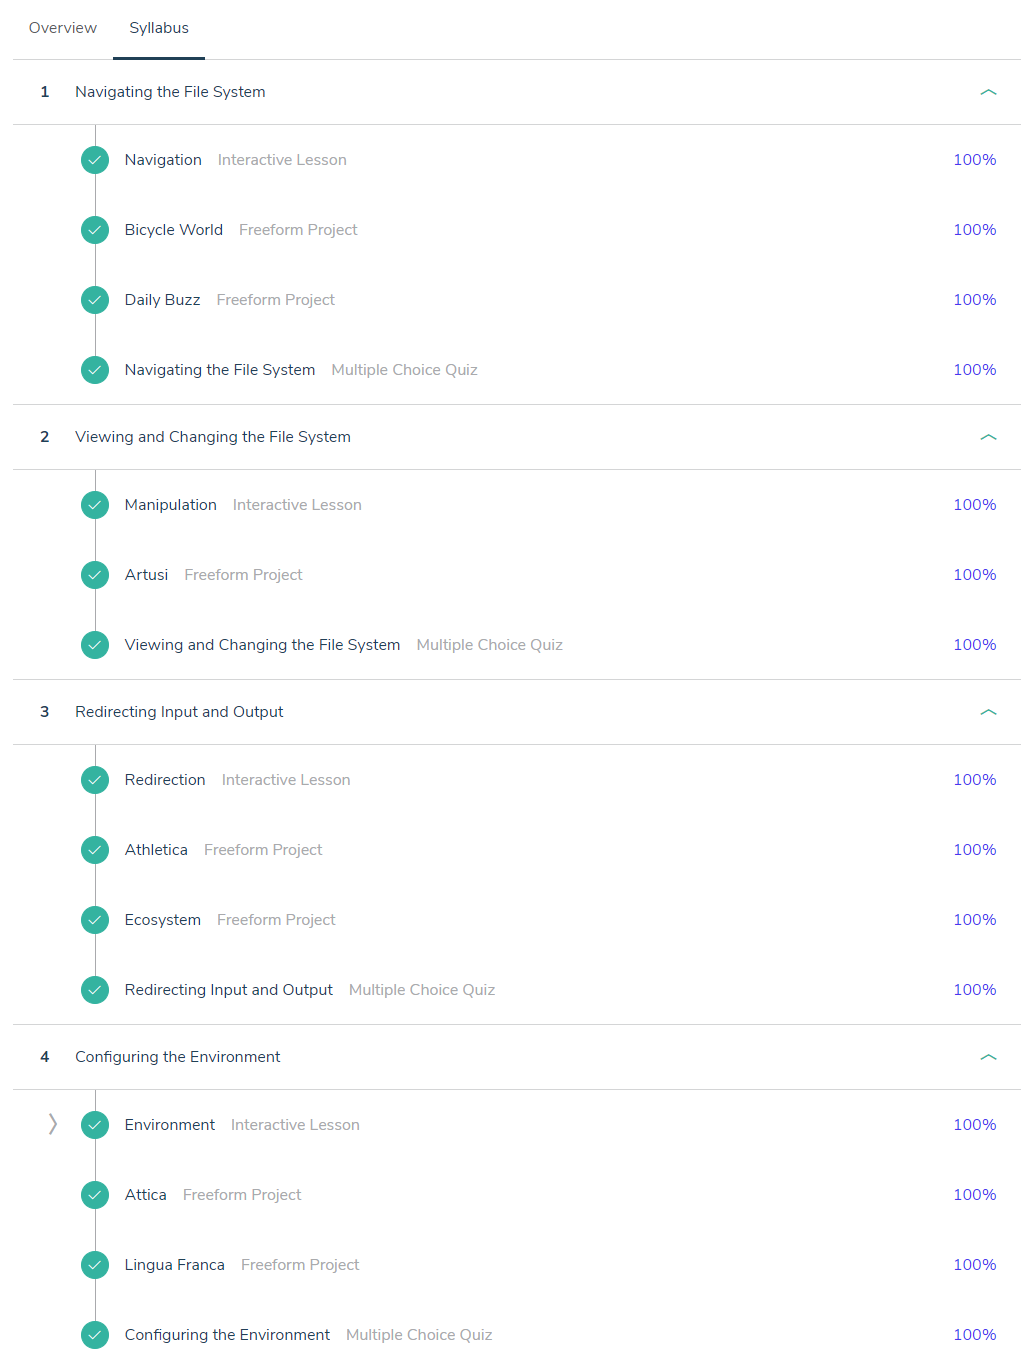 Overview Syllabus
1 Navigating the File System
Navigation Interactive Lesson 100%
Bicycle World Freeform Project 100%
Daily Buzz Freeform Project 100%
Navigating the File System Multiple Choice Quiz 100%
2 Viewing and Changing the File System
Manipulation Interactive Lesson 100%
Artusi Freeform Project 100%
Viewing and Changing the File System Multiple Choice Quiz 100%
3 Redirecting Input and Output
Redirection Interactive Lesson 100%
Athletica Freeform Project 100%
Ecosystem Freeform Project 100%
Redirecting Input and Output Multiple Choice Quiz 100%
4 Configuring the Environment
Environment Interactive Lesson 100%
Attica Freeform Project 100%
Lingua Franca Freeform Project 100%
Configuring the Environment Multiple Choice Quiz 100%